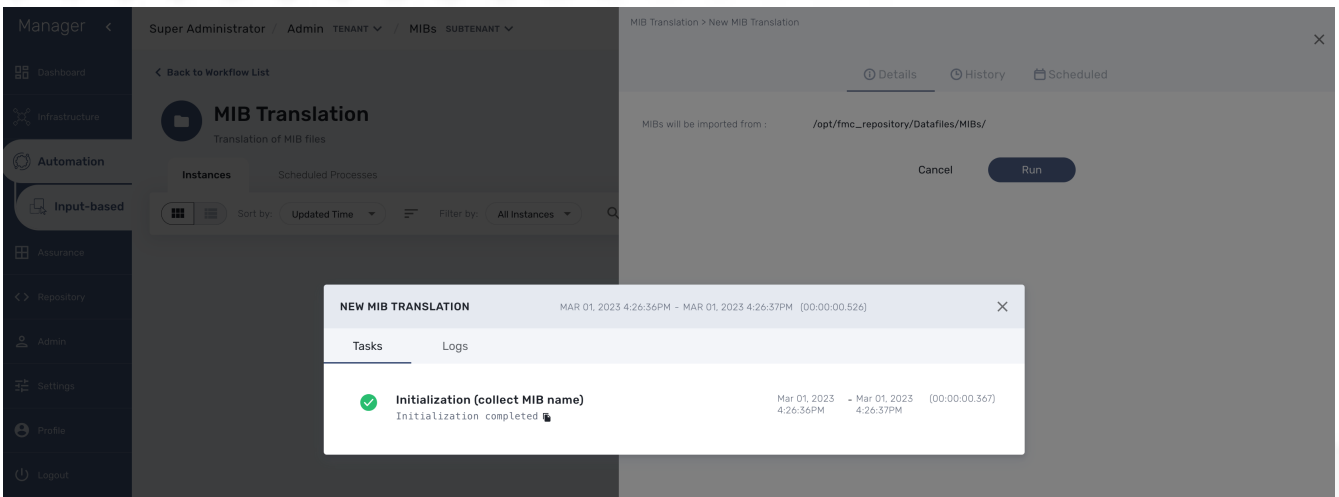 Manager
Super Administrator / Admin TENANT / MIBs SUBTENANT
MIB Translation > New MIB Translation
Dashboard
Infrastructure
Automation
Input-based
Assurance
Repository
Admin
Settings
Profile
Logout
Back to Workflow List
MIB Translation
Translation of MIB files
Instances Scheduled Processes
Sort by: Updated Time Filter by: All Instances
Details History Scheduled
MIBs will be imported from : /opt/fmc_repository/Datafiles/MIBs/
Cancel Run
NEW MIB TRANSLATION MAR 01, 2023 4:26:36PM - MAR 01, 2023 4:26:37PM (00:00:00.526)
Tasks Logs
Initialization (collect MIB name)
Initialization completed
Mar 01, 2023 - Mar 01, 2023 (00:00:00.367)
4:26:36PM 4:26:37PM